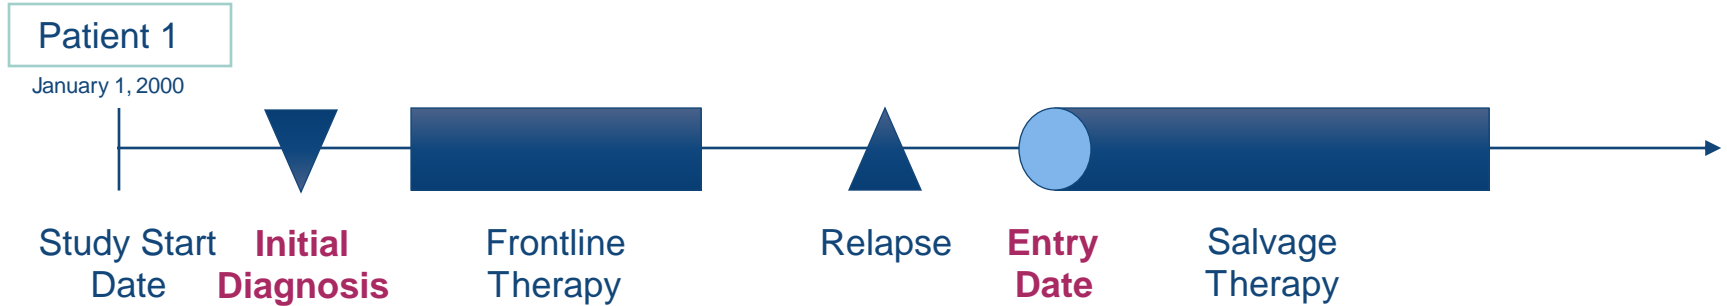 Patient 1
January 1, 2000
Study Start
Date
Initial
Diagnosis
Frontline
Therapy
Relapse
Entry
Date
Salvage
Therapy